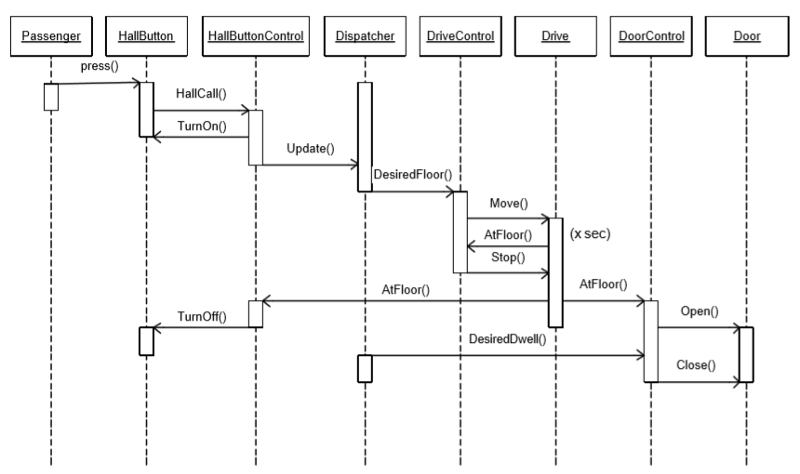 Passenger
HallButton
HallButtonControl
Dispatcher
DriveControl
Drive
DoorControl
Door
press()
HallCall()
TurnOn()
Update()
DesiredFloor()
Move()
AtFloor()
(x sec)
Stop()
AtFloor()
AtFloor()
TurnOff()
Open()
DesiredDwell()
Close()